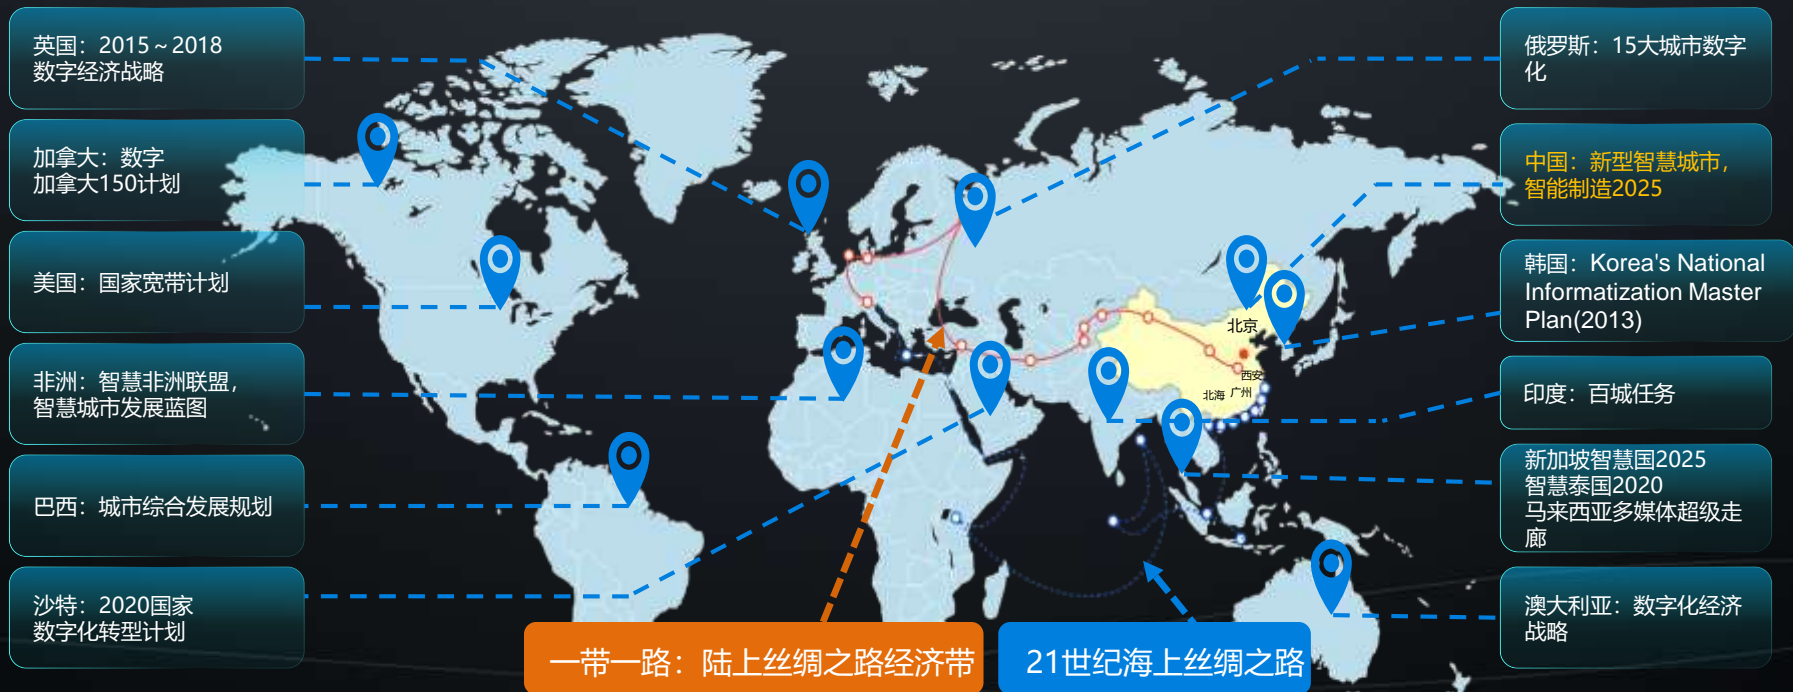 英国：2015～2018
数字经济战略
加拿大：数字
加拿大150计划
美国：国家宽带计划
非洲：智慧非洲联盟，
智慧城市发展蓝图
巴西：城市综合发展规划
沙特：2020国家
数字化转型计划
俄罗斯：15大城市数字
化
中国：新型智慧城市，
智能制造2025
韩国：Korea's National
Informatization Master
Plan(2013)
印度：百城任务
新加坡智慧国2025
智慧泰国2020
马来西亚多媒体超级走
廊
澳大利亚：数字化经济
战略
北京
西安
北海 广州
一带一路：陆上丝绸之路经济带
21世纪海上丝绸之路